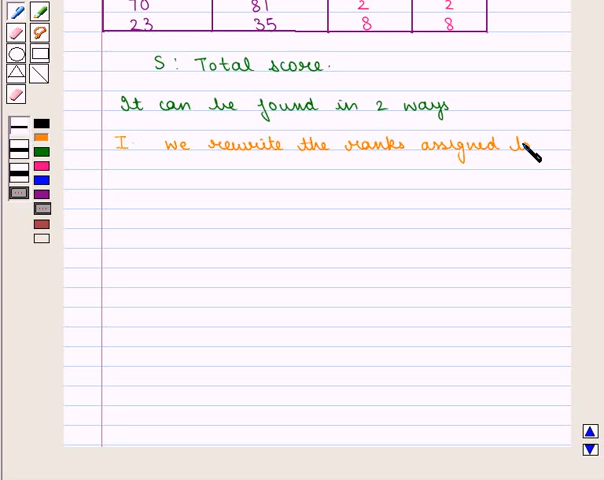 70 81 2 2
23 35 8 8
S: Total score.
It can be found in 2 ways
I. we rewrite the ranks assigned